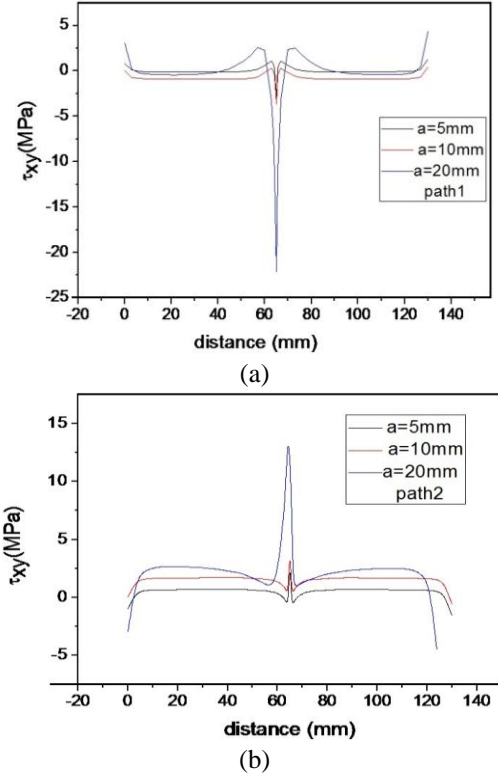 5
0
-5
-10
-15
-20
-25
τxy(MPa)
a=5mm
a=10mm
a=20mm
path1
-20 0 20 40 60 80 100 120 140
distance (mm)
(a)
15
10
5
0
-5
τxy(MPa)
a=5mm
a=10mm
a=20mm
path2
-20 0 20 40 60 80 100 120 140
distance (mm)
(b)